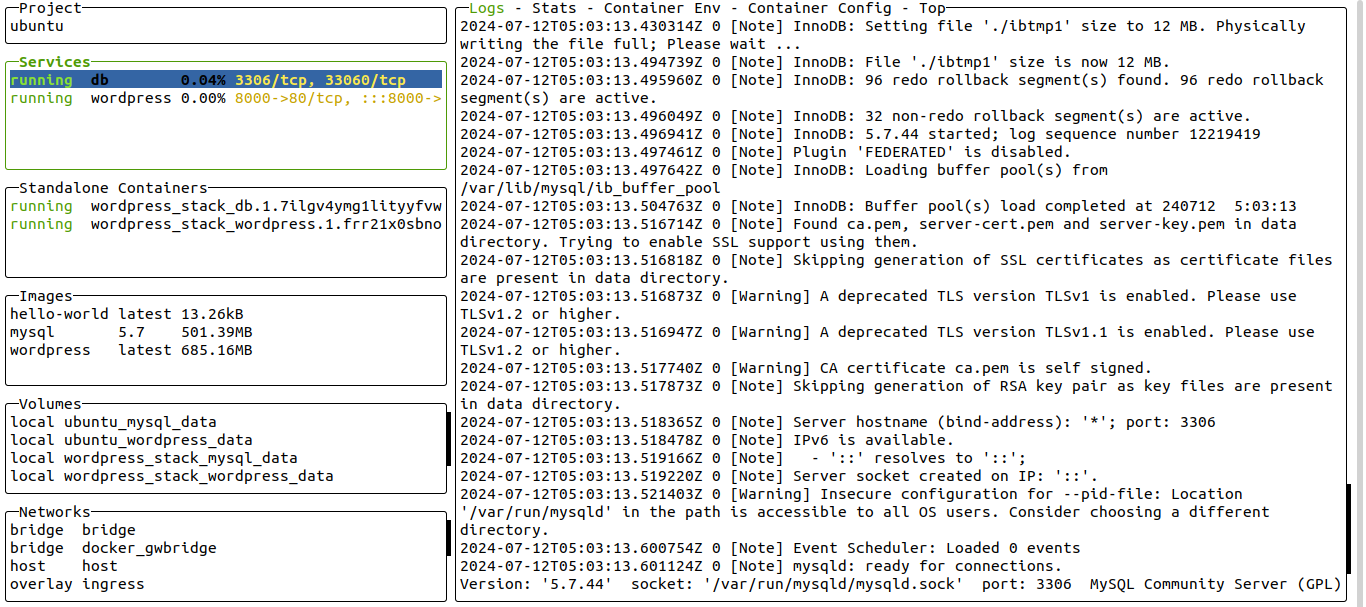 Project
ubuntu
Services
running db 0.04% 3306/tcp, 33060/tcp
running wordpress 0.00% 8000->80/tcp, :::8000->
Standalone Containers
running wordpress_stack_db.1.7ilgv4ymg1lityyfvw
running wordpress_stack_wordpress.1.frr21x0sbno
Images
hello-world latest 13.26kB
mysql 5.7 501.39MB
wordpress latest 685.16MB
Volumes
local ubuntu_mysql_data
local ubuntu_wordpress_data
local wordpress_stack_mysql_data
local wordpress_stack_wordpress_data
Networks
bridge bridge
bridge docker_gwbridge
host host
overlay ingress
Logs - Stats - Container Env - Container Config - Top
2024-07-12T05:03:13.430314Z 0 [Note] InnoDB: Setting file './ibtmp1' size to 12 MB. Physically
writing the file full; Please wait ...
2024-07-12T05:03:13.494739Z 0 [Note] InnoDB: File './ibtmp1' size is now 12 MB.
2024-07-12T05:03:13.495960Z 0 [Note] InnoDB: 96 redo rollback segment(s) found. 96 redo rollback
segment(s) are active.
2024-07-12T05:03:13.496049Z 0 [Note] InnoDB: 32 non-redo rollback segment(s) are active.
2024-07-12T05:03:13.496941Z 0 [Note] InnoDB: 5.7.44 started; log sequence number 12219419
2024-07-12T05:03:13.497461Z 0 [Note] Plugin 'FEDERATED' is disabled.
2024-07-12T05:03:13.497642Z 0 [Note] InnoDB: Loading buffer pool(s) from
/var/lib/mysql/ib_buffer_pool
2024-07-12T05:03:13.504763Z 0 [Note] InnoDB: Buffer pool(s) load completed at 240712  5:03:13
2024-07-12T05:03:13.516714Z 0 [Note] Found ca.pem, server-cert.pem and server-key.pem in data
directory. Trying to enable SSL support using them.
2024-07-12T05:03:13.516818Z 0 [Note] Skipping generation of SSL certificates as certificate files
are present in data directory.
2024-07-12T05:03:13.516873Z 0 [Warning] A deprecated TLS version TLSv1 is enabled. Please use
TLSv1.2 or higher.
2024-07-12T05:03:13.516947Z 0 [Warning] A deprecated TLS version TLSv1.1 is enabled. Please use
TLSv1.2 or higher.
2024-07-12T05:03:13.517740Z 0 [Warning] CA certificate ca.pem is self signed.
2024-07-12T05:03:13.517873Z 0 [Note] Skipping generation of RSA key pair as key files are present
in data directory.
2024-07-12T05:03:13.518365Z 0 [Note] Server hostname (bind-address): '*'; port: 3306
2024-07-12T05:03:13.518478Z 0 [Note] IPv6 is available.
2024-07-12T05:03:13.519166Z 0 [Note]   - '::' resolves to '::';
2024-07-12T05:03:13.519220Z 0 [Note] Server socket created on IP: '::'.
2024-07-12T05:03:13.521403Z 0 [Warning] Insecure configuration for --pid-file: Location
'/var/run/mysqld' in the path is accessible to all OS users. Consider choosing a different
directory.
2024-07-12T05:03:13.600754Z 0 [Note] Event Scheduler: Loaded 0 events
2024-07-12T05:03:13.601124Z 0 [Note] mysqld: ready for connections.
Version: '5.7.44'  socket: '/var/run/mysqld/mysqld.sock'  port: 3306  MySQL Community Server (GPL)